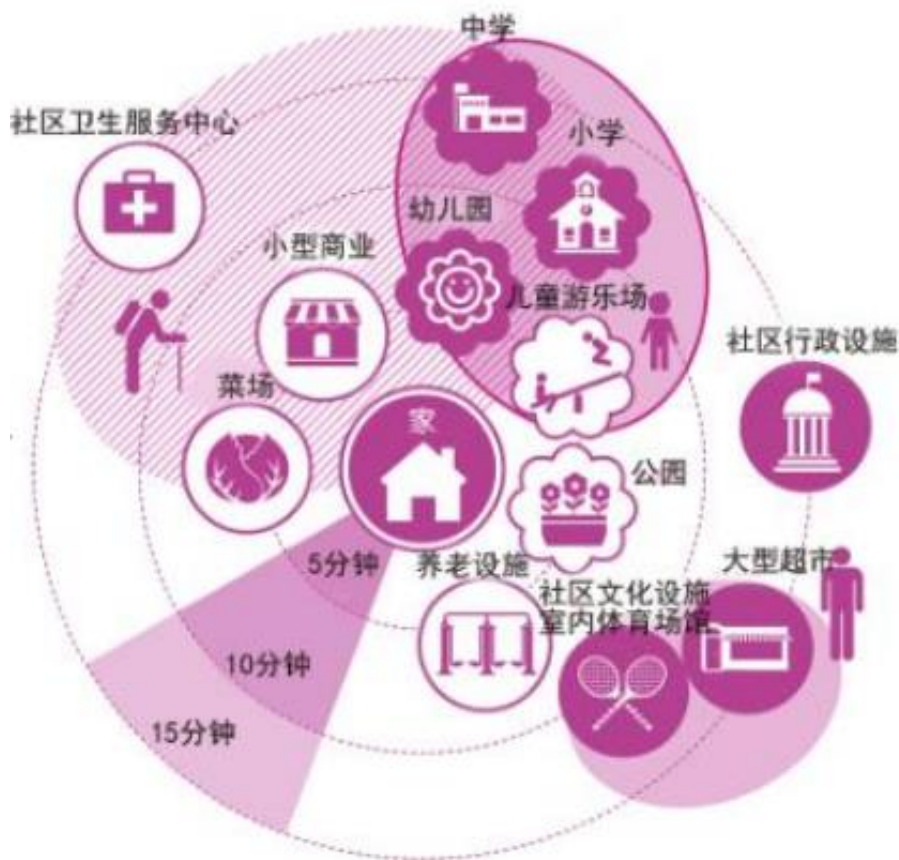 中学
社区卫生服务中心
小学
幼儿园
小型商业
儿童游乐场
社区行政设施
菜场
家
公园
5分钟
养老设施
大型超市
社区文化设施
室内体育场馆
10分钟
15分钟